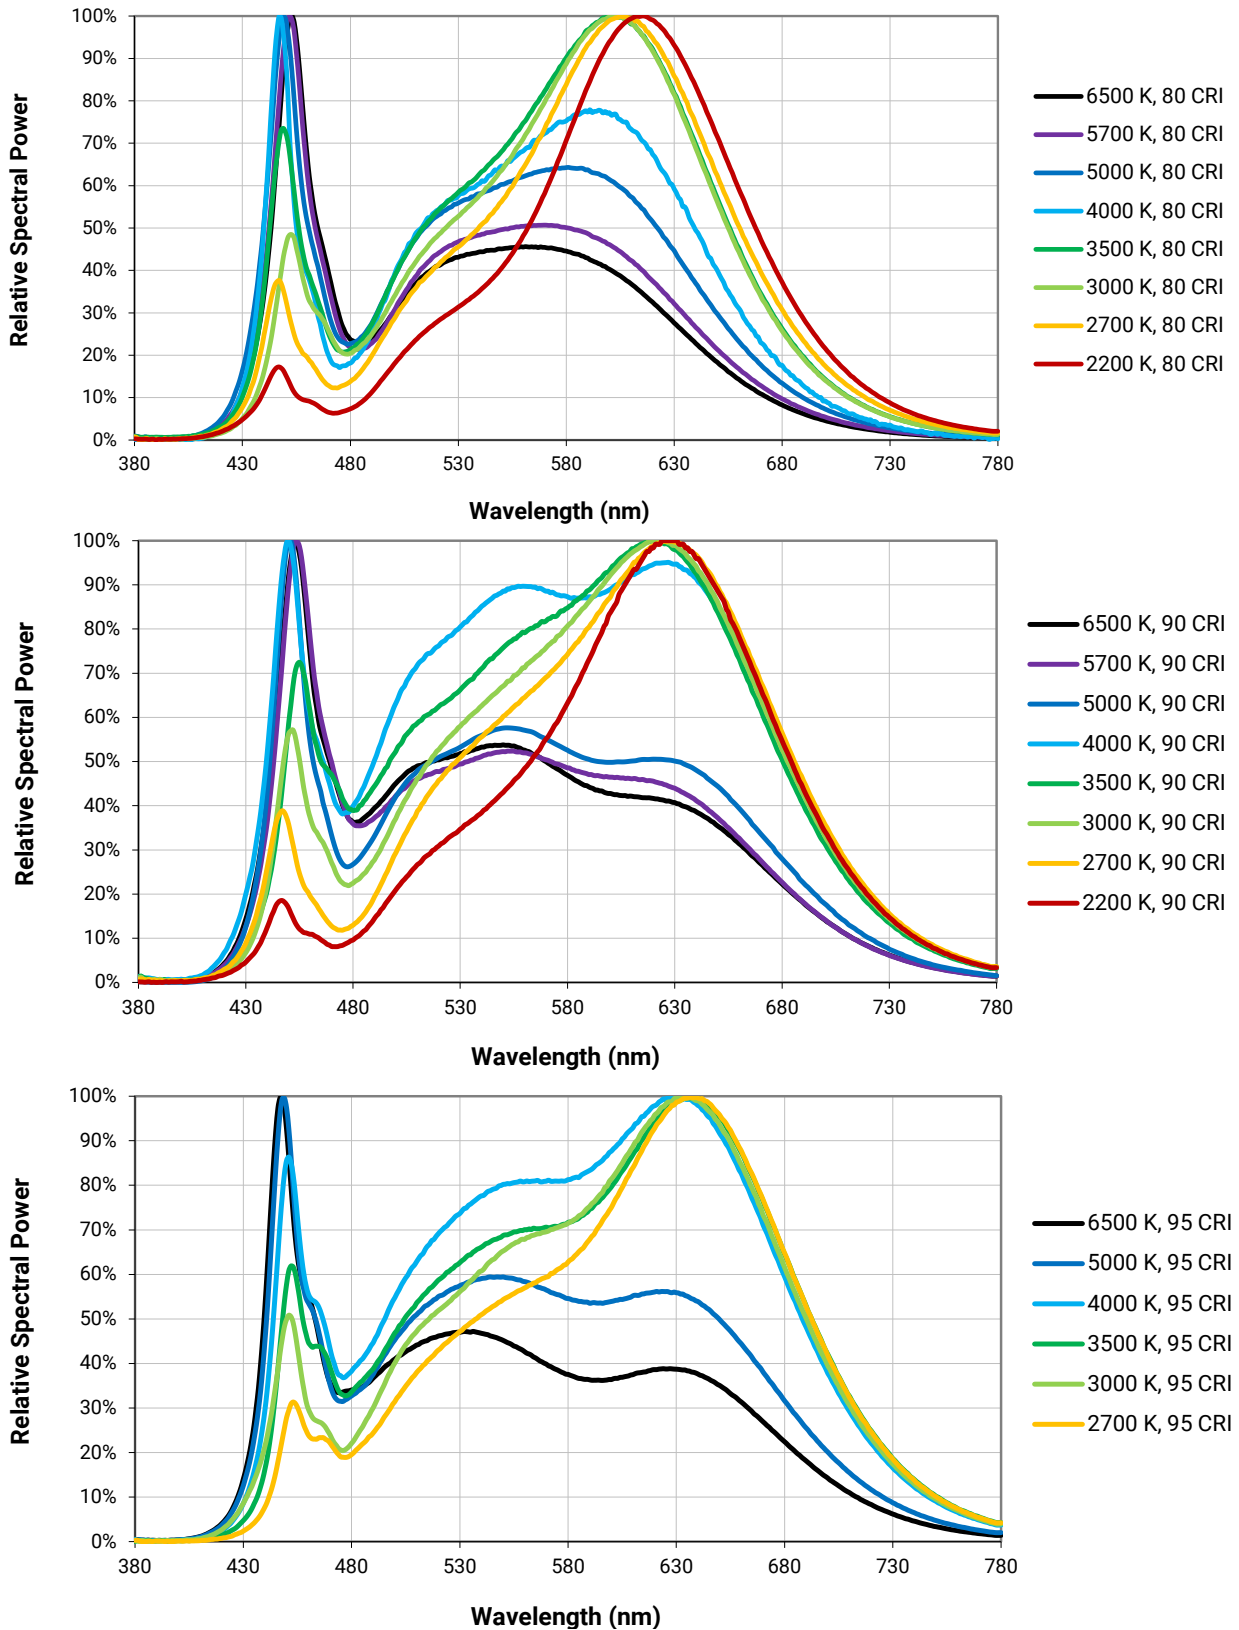 Relative Spectral Power
100%
90%
80%
70%
60%
50%
40%
30%
20%
10%
0%
380 430 480 530 580 630 680 730 780
Wavelength (nm)
6500 K, 80 CRI
5700 K, 80 CRI
5000 K, 80 CRI
4000 K, 80 CRI
3500 K, 80 CRI
3000 K, 80 CRI
2700 K, 80 CRI
2200 K, 80 CRI
Relative Spectral Power
100%
90%
80%
70%
60%
50%
40%
30%
20%
10%
0%
380 430 480 530 580 630 680 730 780
Wavelength (nm)
6500 K, 90 CRI
5700 K, 90 CRI
5000 K, 90 CRI
4000 K, 90 CRI
3500 K, 90 CRI
3000 K, 90 CRI
2700 K, 90 CRI
2200 K, 90 CRI
Relative Spectral Power
100%
90%
80%
70%
60%
50%
40%
30%
20%
10%
0%
380 430 480 530 580 630 680 730 780
Wavelength (nm)
6500 K, 95 CRI
5000 K, 95 CRI
4000 K, 95 CRI
3500 K, 95 CRI
3000 K, 95 CRI
2700 K, 95 CRI